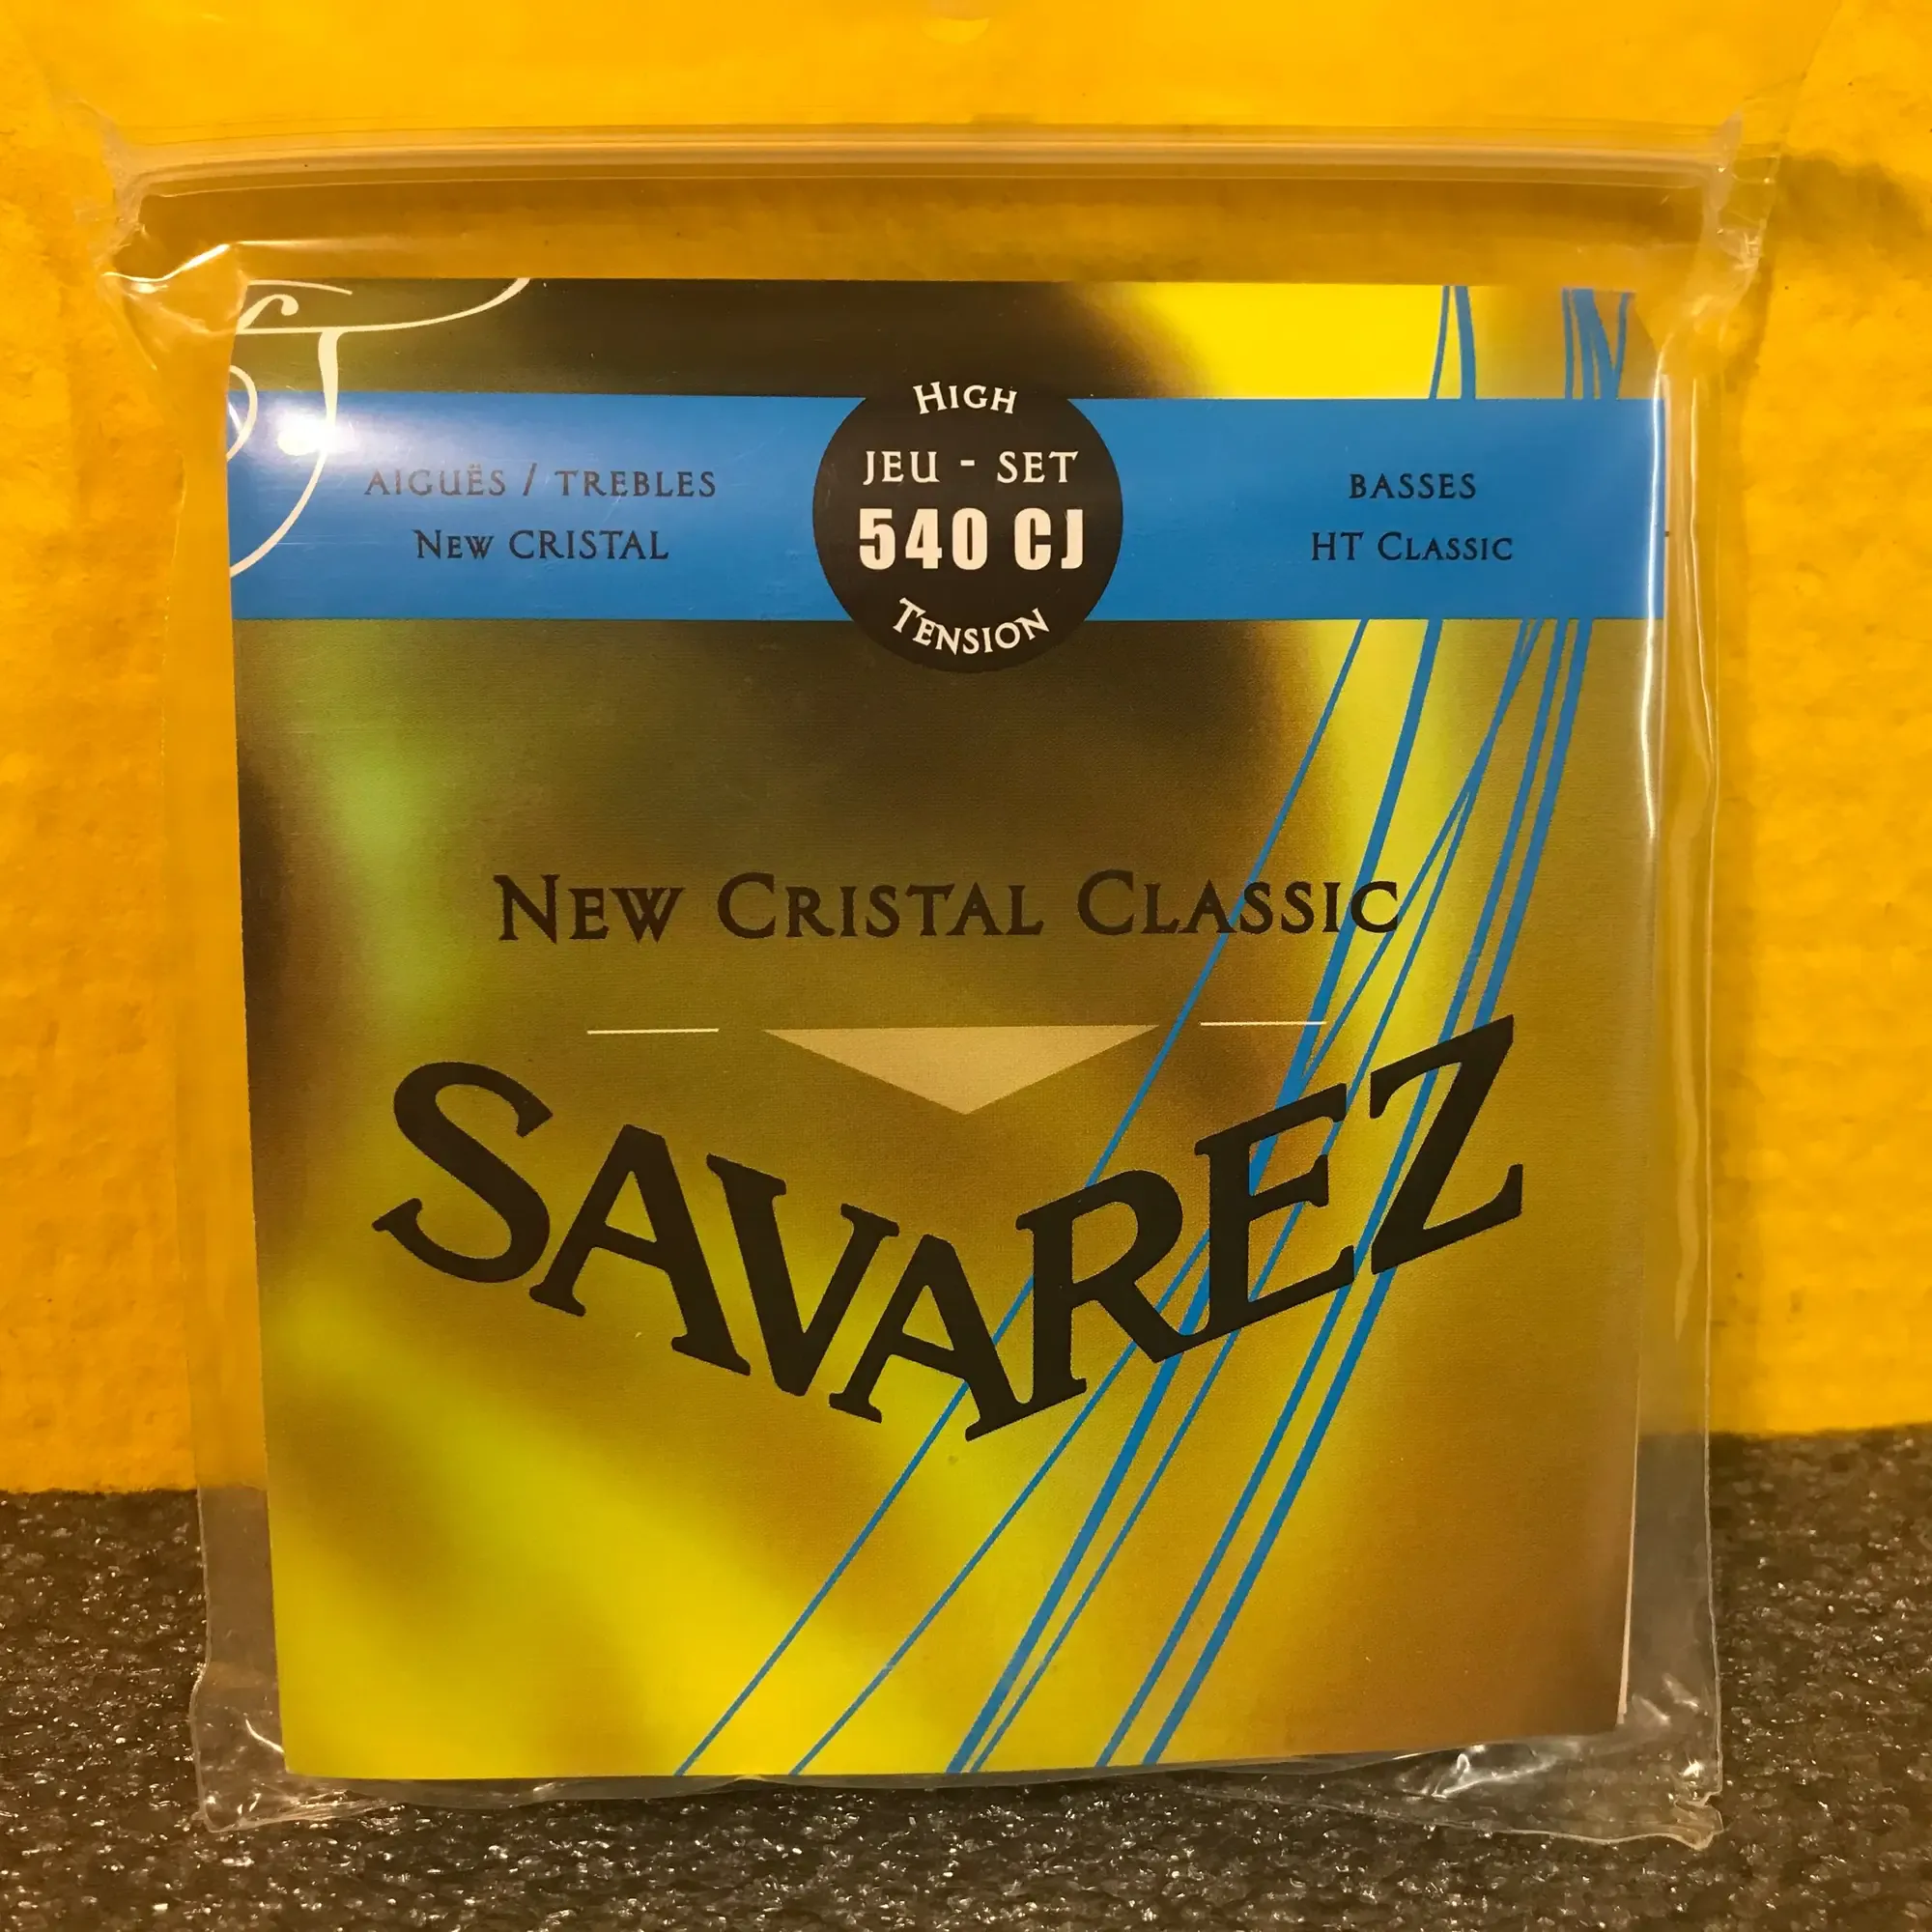 HIGH
JEU - SET
540 CJ
TENSION
AIGUËS / TREBLES
NEW CRISTAL
BASSES
HT CLASSIC
NEW CRISTAL CLASSIC
SAVAREZ